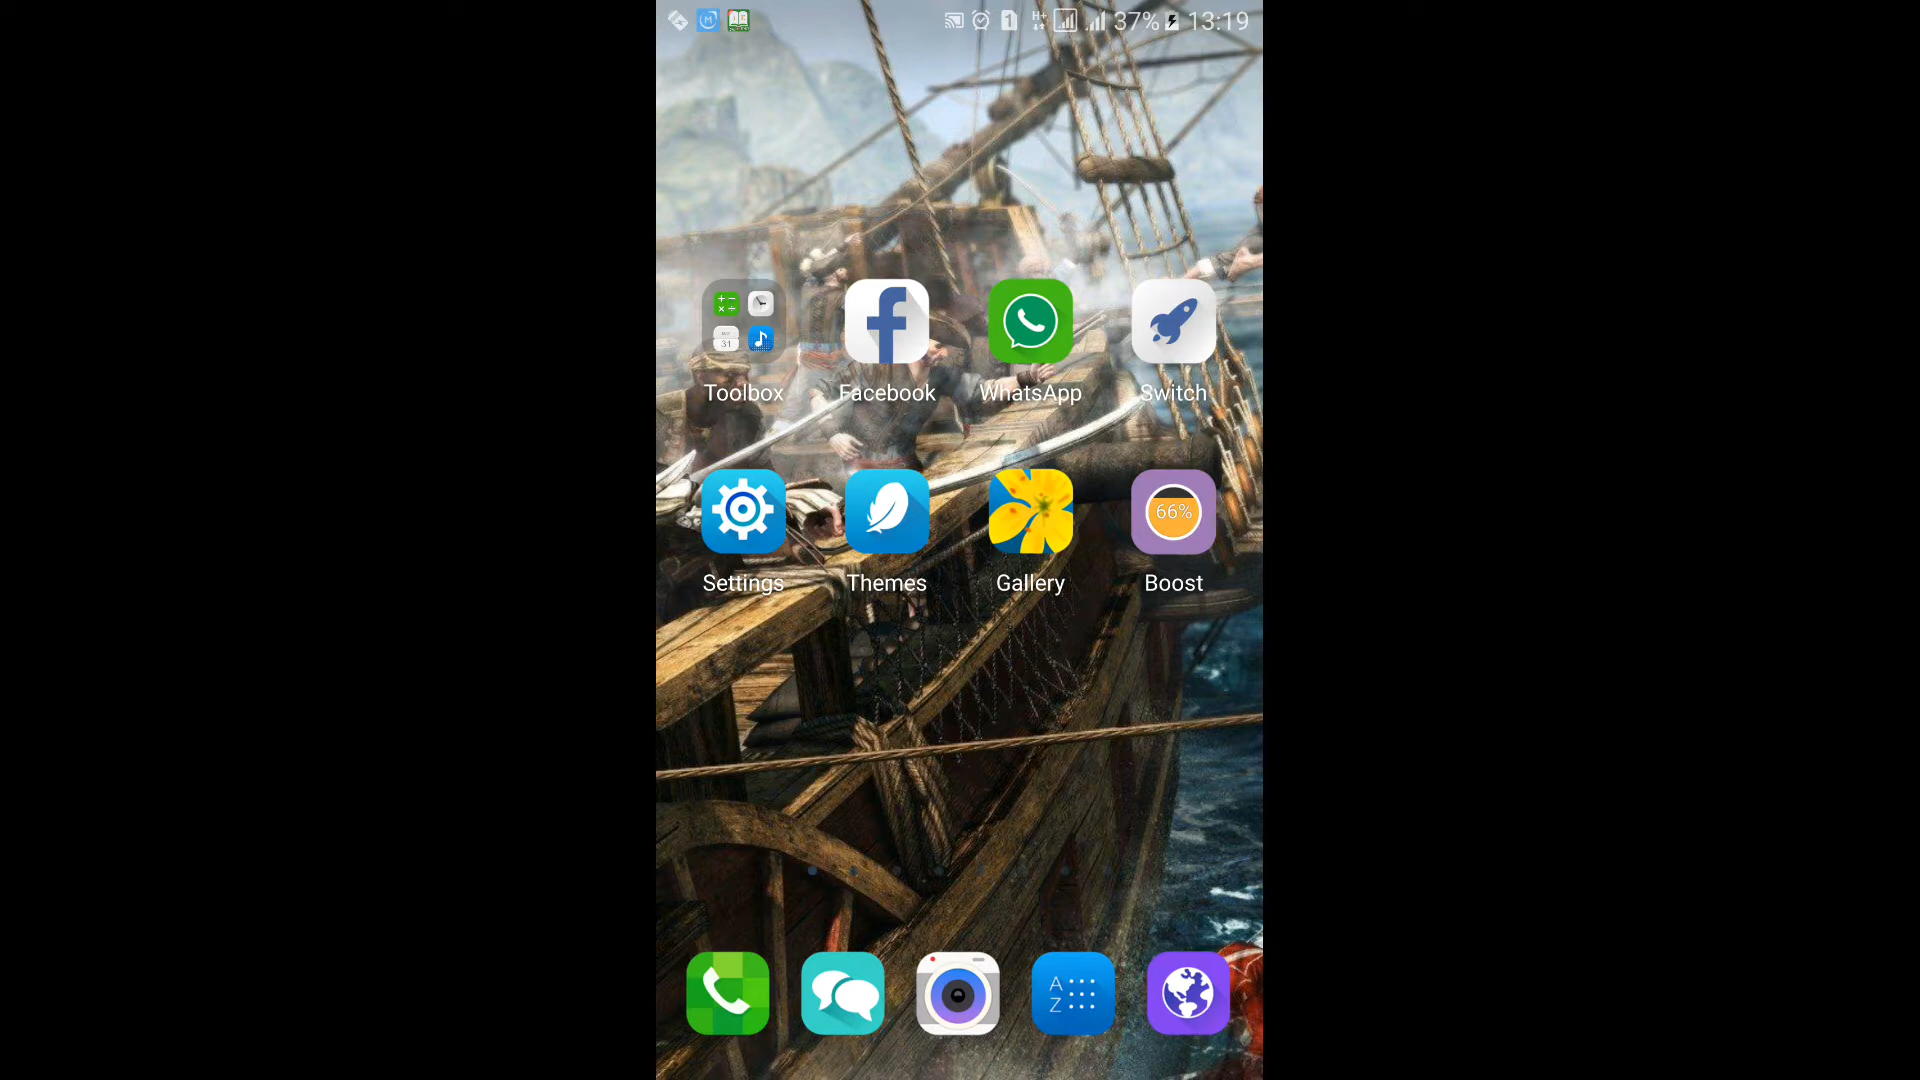 H+ 37% 13:19
Toolbox Facebook WhatsApp Switch
66%
Settings Themes Gallery Boost
A
Z